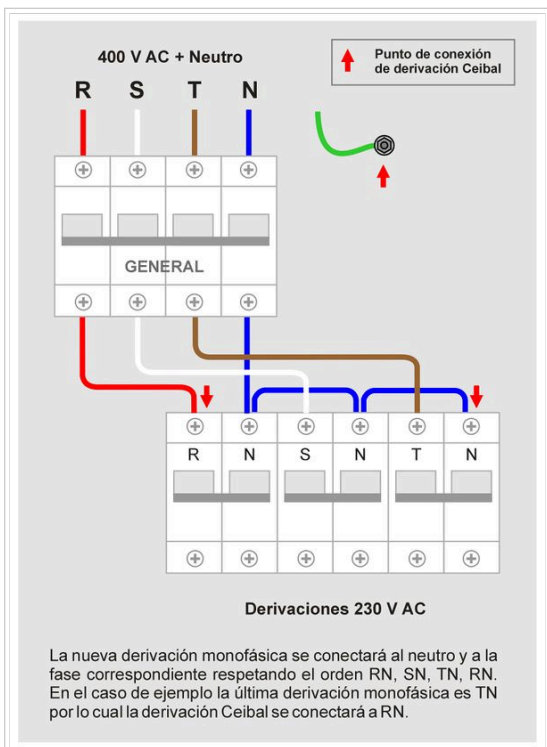 400 V AC + Neutro
Punto de conexión
de derivación Ceibal
R S T N
GENERAL
R N S N T N
Derivaciones 230 V AC
La nueva derivación monofásica se conectará al neutro y a la
fase correspondiente respetando el orden RN, SN, TN, RN.
En el caso de ejemplo la última derivación monofásica es TN
por lo cual la derivación Ceibal se conectará a RN.